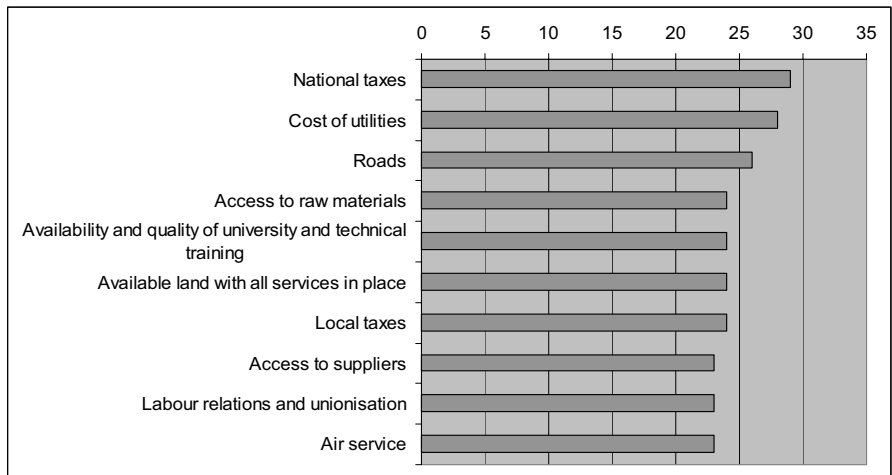 0 5 10 15 20 25 30 35
National taxes
Cost of utilities
Roads
Access to raw materials
Availability and quality of university and technical
training
Available land with all services in place
Local taxes
Access to suppliers
Labour relations and unionisation
Air service